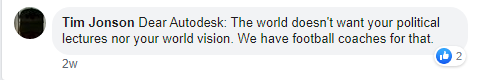 Tim Jonson Dear Autodesk: The world doesn't want your political
lectures nor your world vision. We have football coaches for that.
2
2w